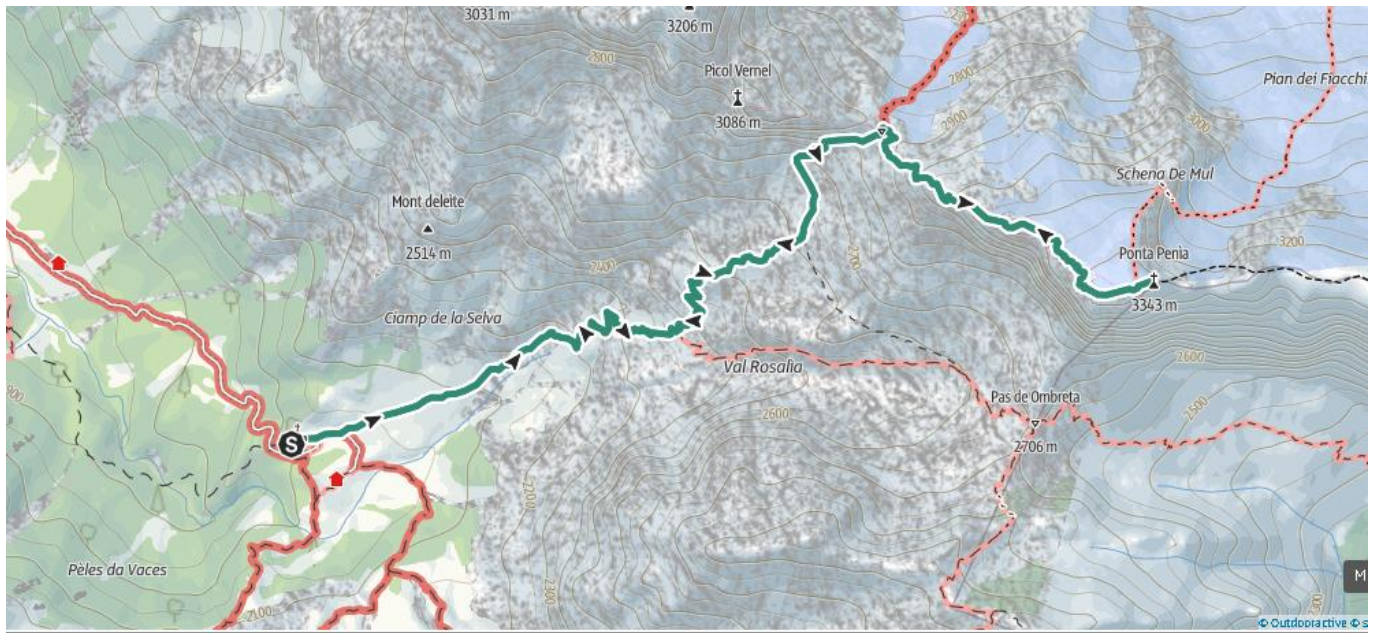 3031 m
3206 m
2800
Picol Vernel
3086 m
2800
2900
3000
Pian dei Fiacchi
Schena De Mul
Mont deleite
2514 m
2400
2700
3200
Ponta Penìa
3343 m
Ciamp de la Selva
Val Rosalìa
2600
2600
Pas de Ombreta
2706 m
2500
S
2200
2300
2100
Pèles da Vaces
M
© Outdooractive © s